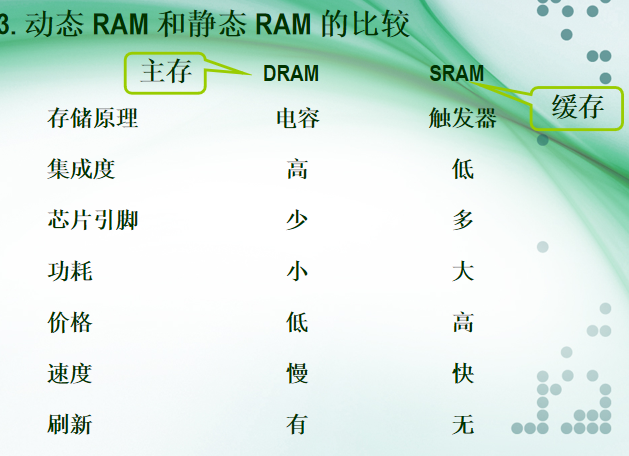 3. 动态 RAM 和静态 RAM 的比较
主存 DRAM SRAM
缓存
存储原理 电容 触发器
集成度 高 低
芯片引脚 少 多
功耗 小 大
价格 低 高
速度 慢 快
刷新 有 无